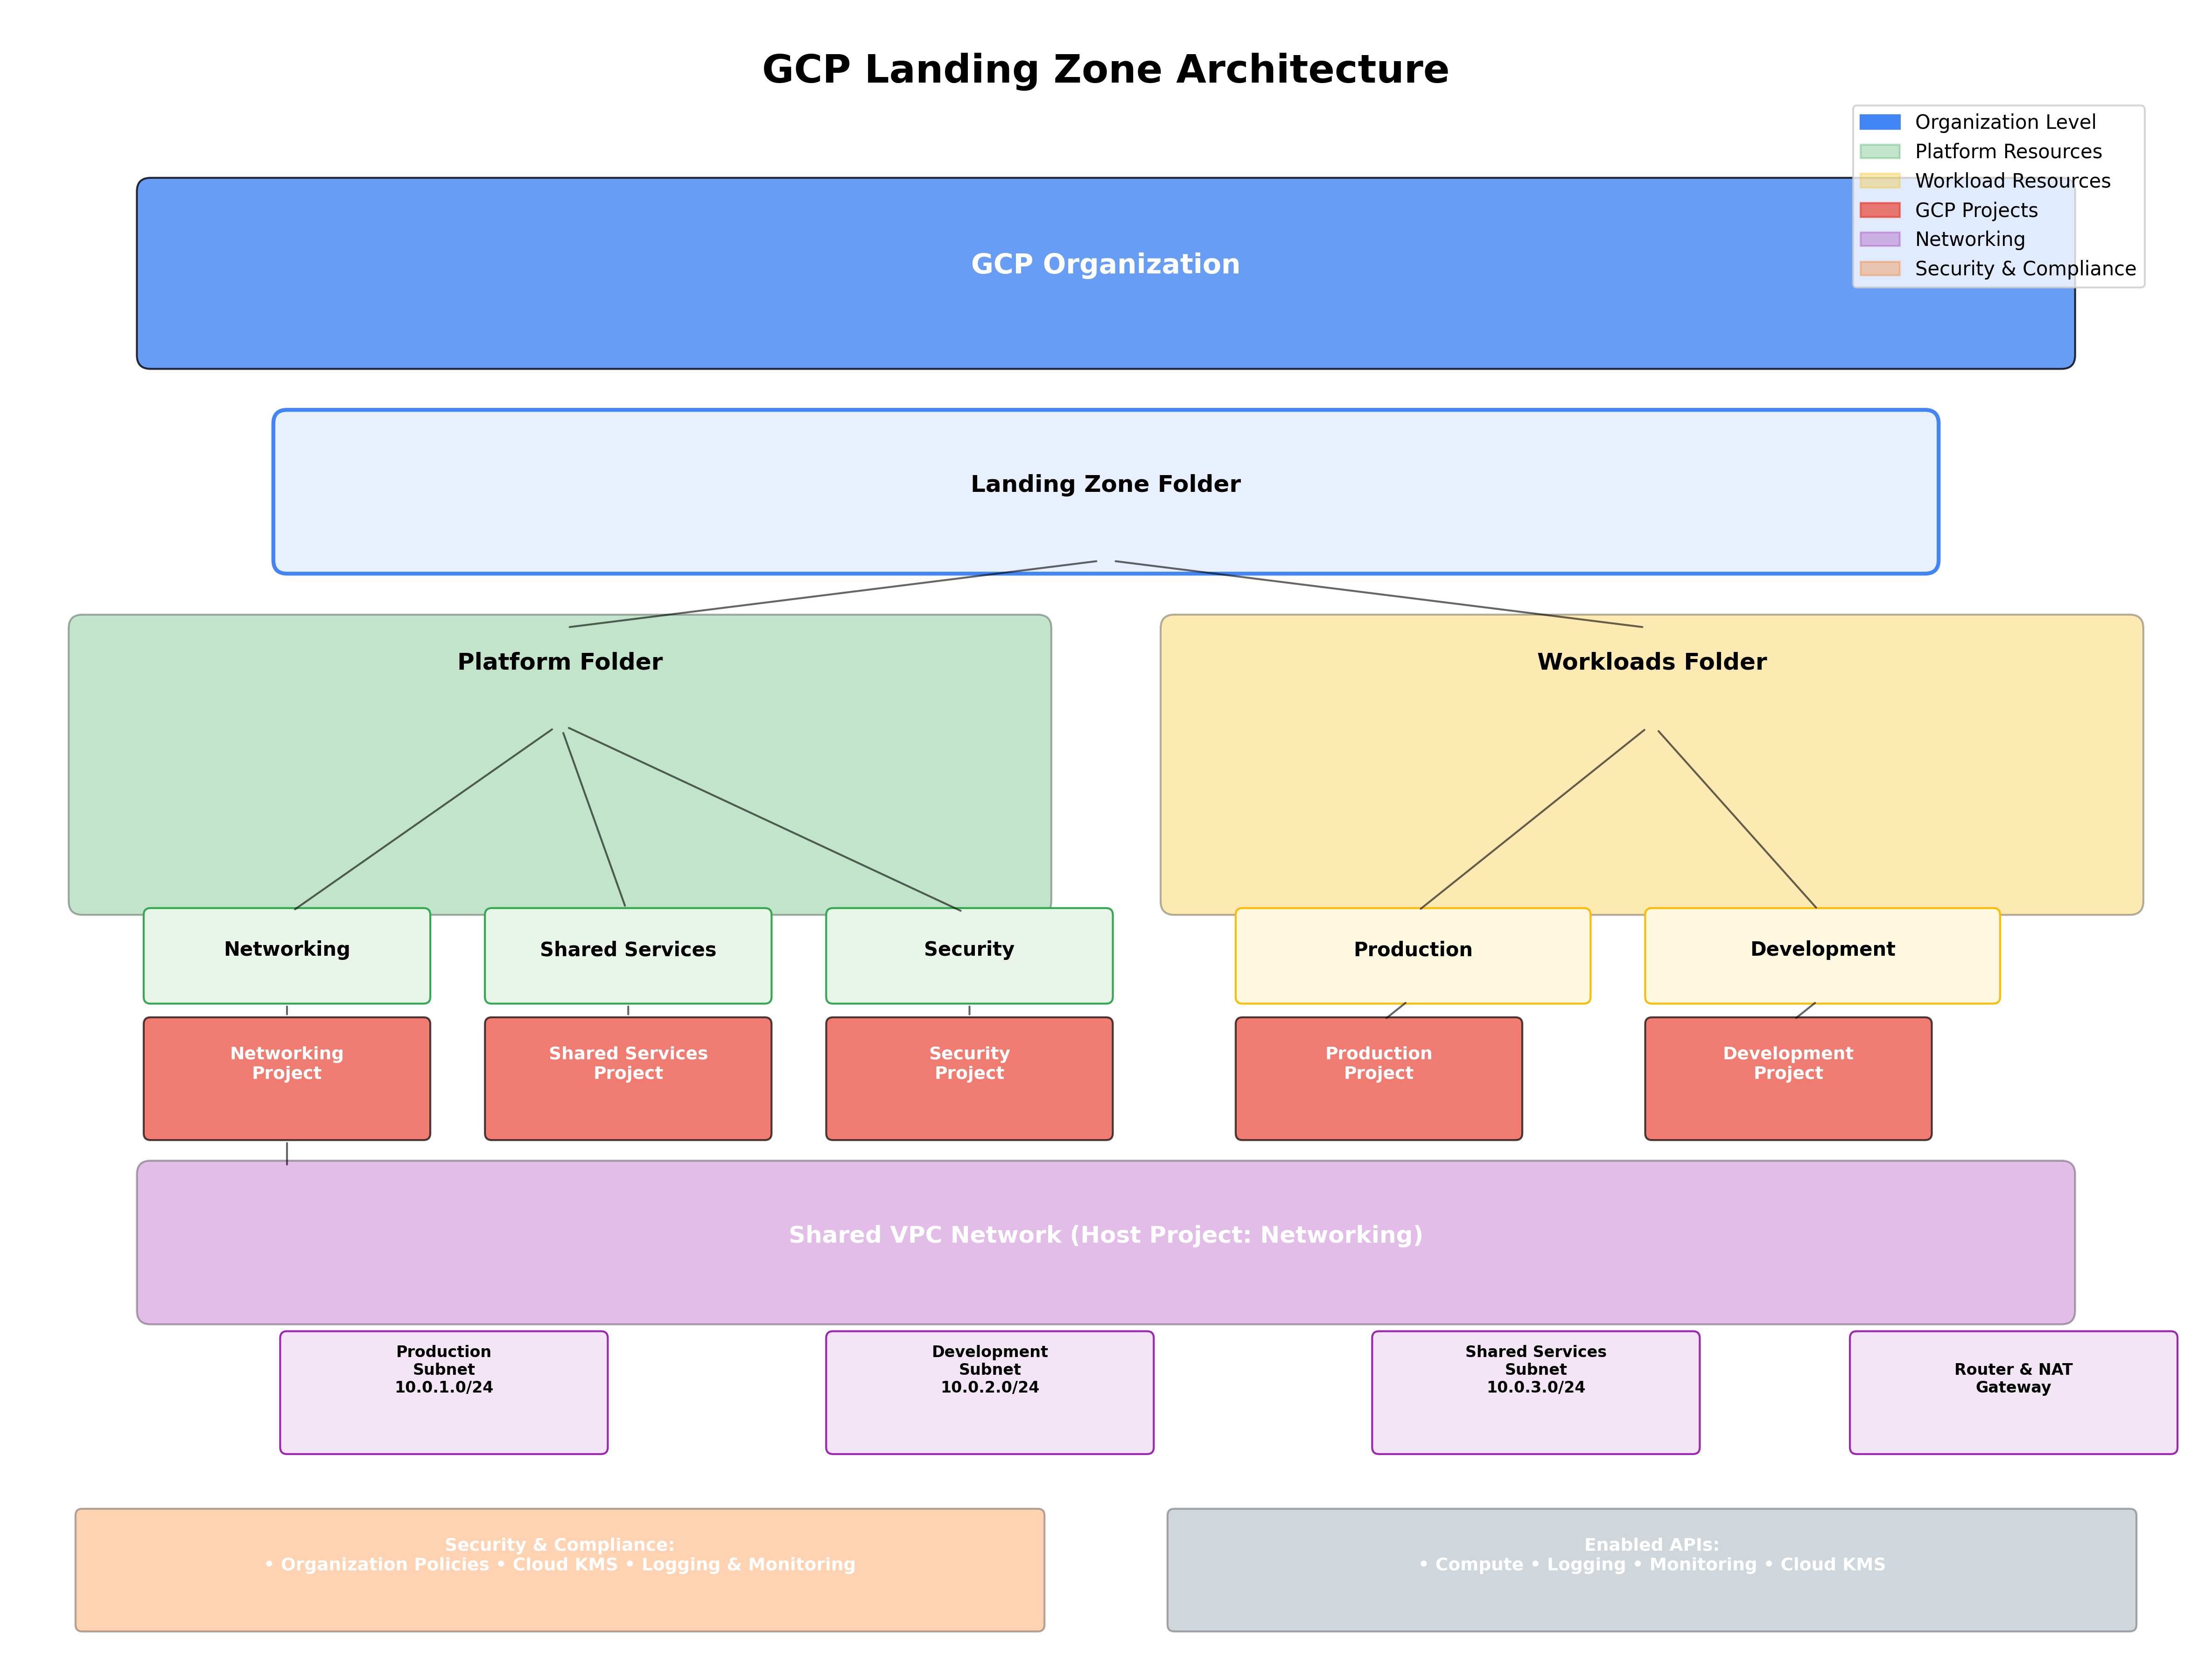 GCP Landing Zone Architecture
Organization Level
Platform Resources
Workload Resources
GCP Projects
Networking
Security & Compliance
GCP Organization
Landing Zone Folder
Platform Folder
Workloads Folder
Networking
Shared Services
Security
Production
Development
Networking
Project
Shared Services
Project
Security
Project
Production
Project
Development
Project
Shared VPC Network (Host Project: Networking)
Production
Subnet
10.0.1.0/24
Development
Subnet
10.0.2.0/24
Shared Services
Subnet
10.0.3.0/24
Router & NAT
Gateway
Security & Compliance:
• Organization Policies • Cloud KMS • Logging & Monitoring
Enabled APIs:
• Compute • Logging • Monitoring • Cloud KMS